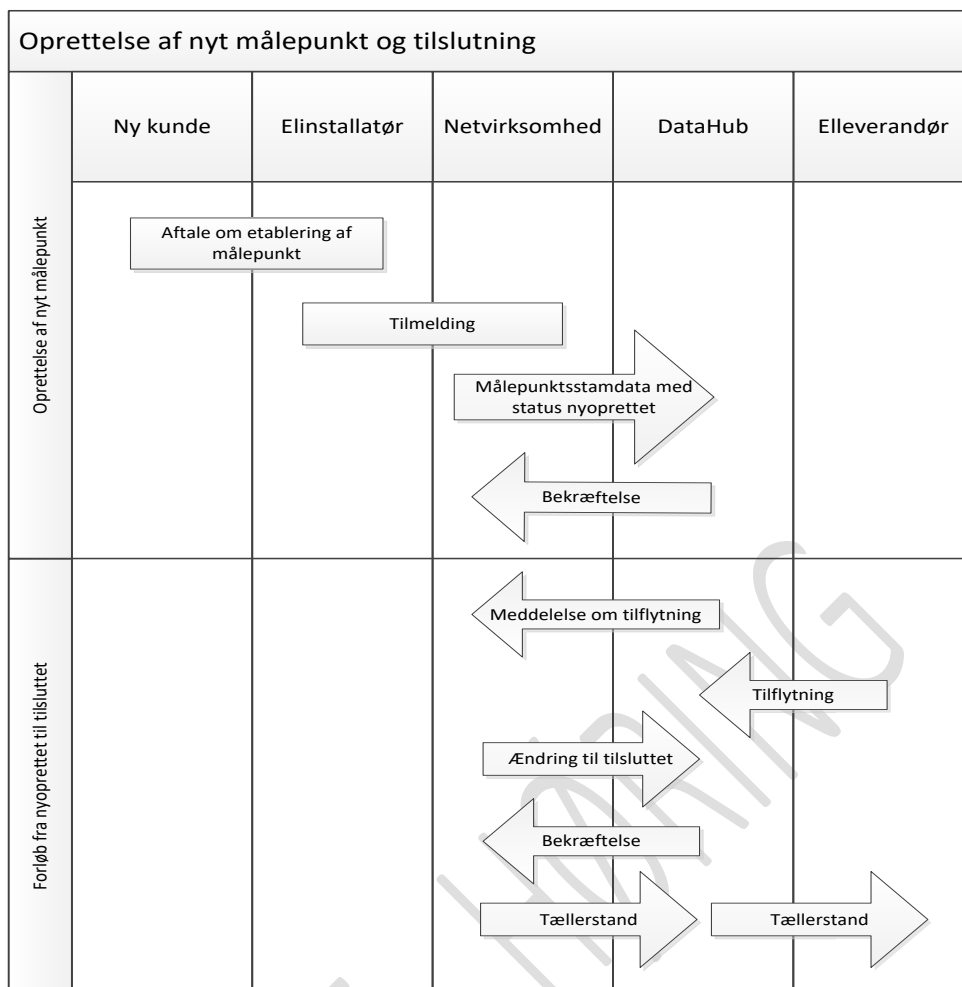 Oprettelse af nyt målepunkt og tilslutning
Ny kunde
Elinstallatør
Netvirksomhed
DataHub
Elleverandør
Oprettelse af nyt målepunkt
Aftale om etablering af
målepunkt
Tilmelding
Målepunktsstamdata med
status nyoprettet
Bekræftelse
Forløb fra nyoprettet til tilsluttet
Meddelelse om tilflytning
Tilflytning
Ændring til tilsluttet
Bekræftelse
Tællerstand
Tællerstand
HØRING